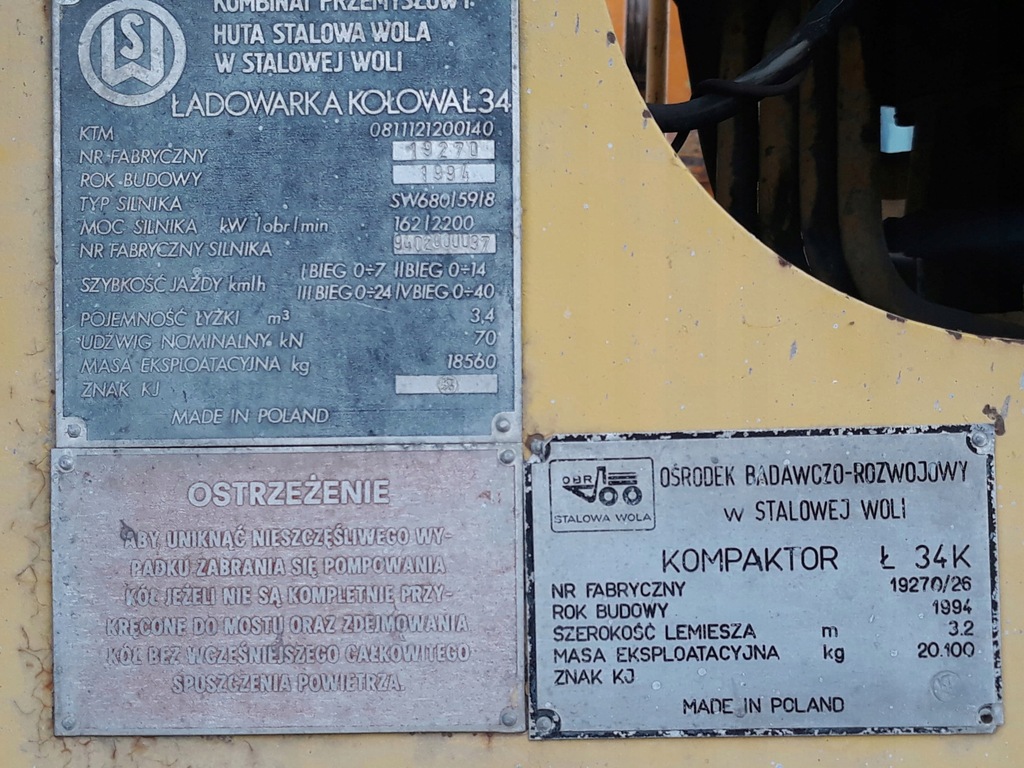 KOMBINAT PRZEMYSŁOWY:
HUTA STALOWA WOLA
W STALOWEJ WOLI
ŁADOWARKA KOŁOWA Ł34
KTM 0811121200140
NR FABRYCZNY 19270
ROK BUDOWY 1994
TYP SILNIKA SW680/59/8
MOC SILNIKA kW/obr/min 162/2200
NR FABRYCZNY SILNIKA
SZYBKOŚĆ JAZDY km/h I BIEG 0÷7 II BIEG 0÷14
III BIEG 0÷24 IV BIEG 0÷40
POJEMNOŚĆ ŁYŻKI m³ 3,4
UDŹWIG NOMINALNY kN 70
MASA EKSPLOATACYJNA kg 18560
ZNAK KJ
MADE IN POLAND
OSTRZEŻENIE
ABY UNIKNĄĆ NIESZCZĘŚLIWEGO WY-
PADKU ZABRANIA SIĘ POMPOWANIA
KÓŁ JEŻELI NIE SĄ KOMPLETNIE PRZY-
KRĘCONE DO MOSTU ORAZ ZDEJMOWANIA
KÓŁ BEZ WCZEŚNIEJSZEGO CAŁKOWITEGO
SPUSZCZENIA POWIETRZA.
OBR
STALOWA WOLA
OŚRODEK BADAWCZO-ROZWOJOWY
W STALOWEJ WOLI
KOMPAKTOR Ł 34K
NR FABRYCZNY 19270/26
ROK BUDOWY 1994
SZEROKOŚĆ LEMIESZA m 3.2
MASA EKSPLOATACYJNA kg 20.100
ZNAK KJ
MADE IN POLAND